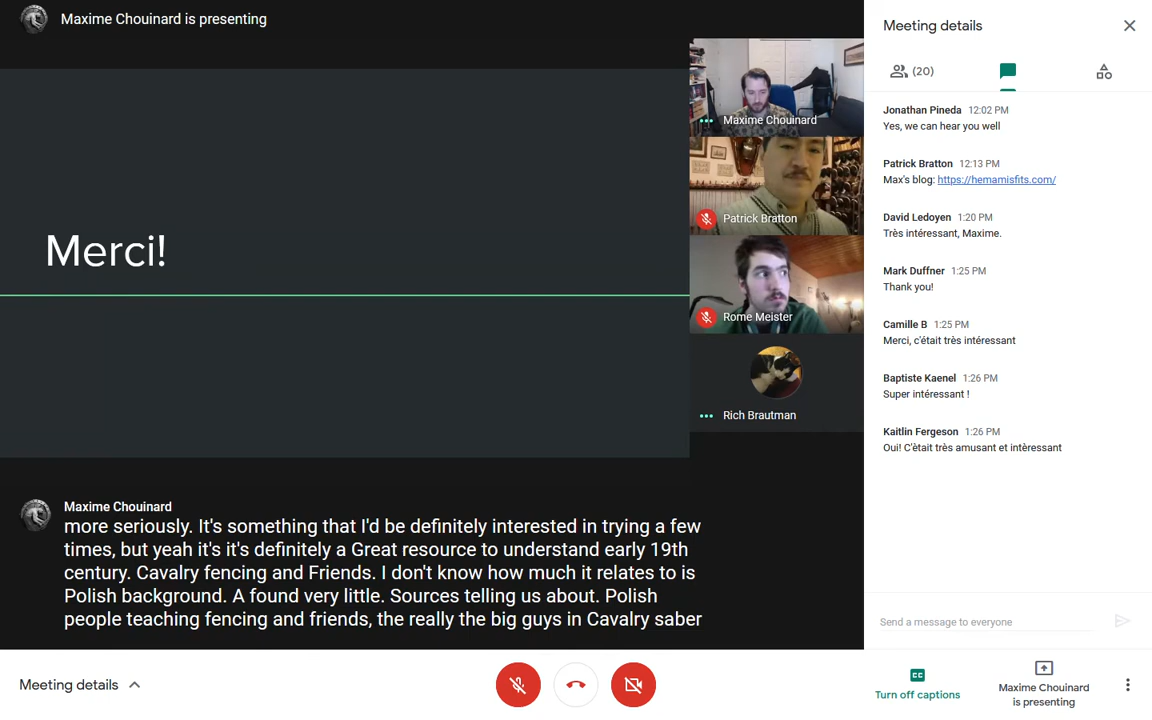 Maxime Chouinard is presenting
Merci!
Maxime Chouinard
Patrick Bratton
Rome Meister
Rich Brautman
Maxime Chouinard
more seriously. It's something that I'd be definitely interested in trying a few
times, but yeah it's it's definitely a Great resource to understand early 19th
century. Cavalry fencing and Friends. I don't know how much it relates to is
Polish background. A found very little. Sources telling us about. Polish
people teaching fencing and friends, the really the big guys in Cavalry saber
Meeting details
(20)
Jonathan Pineda 12:02 PM
Yes, we can hear you well
Patrick Bratton 12:13 PM
Max's blog: https://hemamisfits.com/
David Ledoyen 1:20 PM
Très intéressant, Maxime.
Mark Duffner 1:25 PM
Thank you!
Camille B 1:25 PM
Merci, c'était très intéressant
Baptiste Kaenel 1:26 PM
Super intéressant !
Kaitlin Fergeson 1:26 PM
Oui! C'ètait très amusant et intèressant
Send a message to everyone
Meeting details
CC
Turn off captions
Maxime Chouinard
is presenting